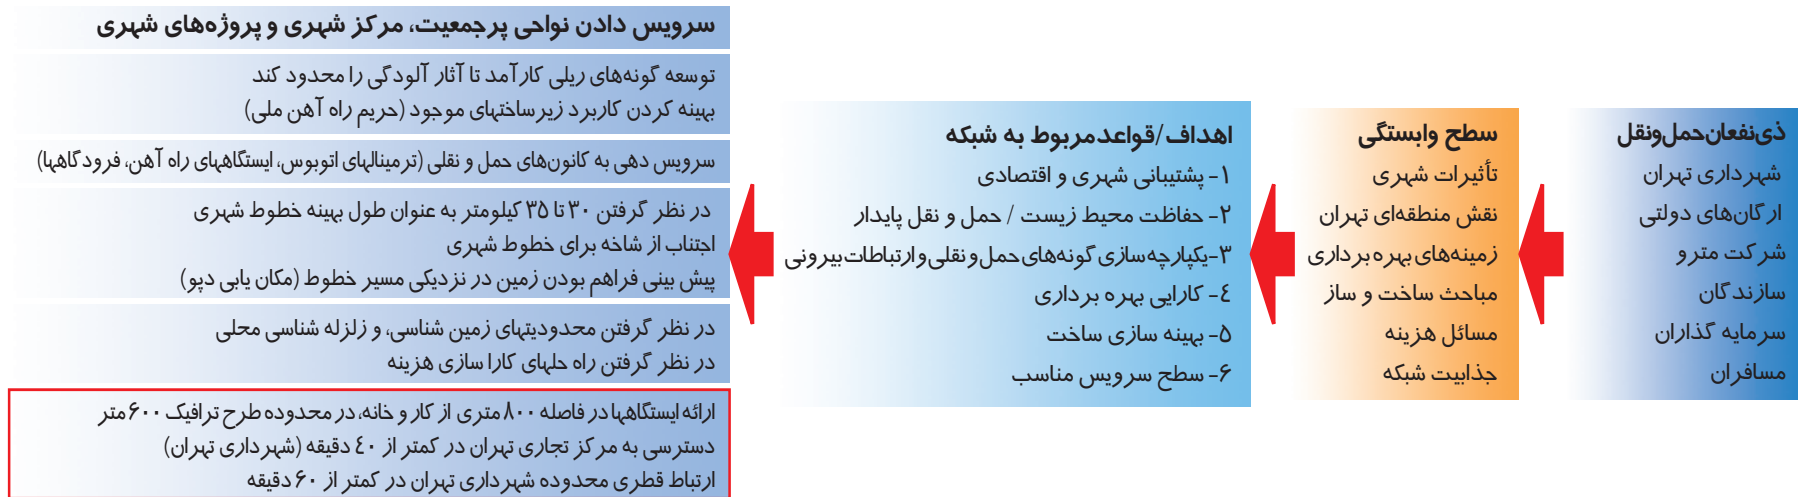 ذی‌نفعان حمل‌ونقل
شهرداری تهران
ارگان‌های دولتی
شرکت مترو
سازندگان
سرمایه گذاران
مسافران
سطح وابستگی
تأثیرات شهری
نقش منطقه‌ای تهران
زمینه‌های بهره برداری
مباحث ساخت و ساز
مسائل هزینه
جذابیت شبکه
اهداف/قواعد مربوط به شبکه
۱- پشتیبانی شهری و اقتصادی
۲- حفاظت محیط زیست / حمل و نقل پایدار
۳-یکپارچه‌سازی گونه‌های حمل‌و‌نقلی و ارتباطات بیرونی
۴- کارایی بهره برداری
۵- بهینه سازی ساخت
۶- سطح سرویس مناسب
سرویس دادن نواحی پرجمعیت، مرکز شهری و پروژه‌های شهری
توسعه گونه‌های ریلی کارآمد تا آثار آلودگی را محدود کند
بهینه کردن کاربرد زیرساختهای موجود (حریم راه آهن ملی)
سرویس دهی به کانون‌های حمل و نقلی (ترمینالهای اتوبوس، ایستگاههای راه آهن، فرودگاهها)
در نظر گرفتن ۳۰ تا ۳۵ کیلومتر به عنوان طول بهینه خطوط شهری
اجتناب از شاخه برای خطوط شهری
پیش بینی فراهم بودن زمین در نزدیکی مسیر خطوط (مکان یابی دپو)
در نظر گرفتن محدودیتهای زمین شناسی، و زلزله شناسی محلی
در نظر گرفتن راه حلهای کارا سازی هزینه
ارائه ایستگاهها در فاصله ۸۰۰ متری از کار و خانه، در محدوده طرح ترافیک ۶۰۰ متر
دسترسی به مرکز تجاری تهران در کمتر از ۴۰ دقیقه (شهرداری تهران)
ارتباط قطری محدوده شهرداری تهران در کمتر از ۶۰ دقیقه